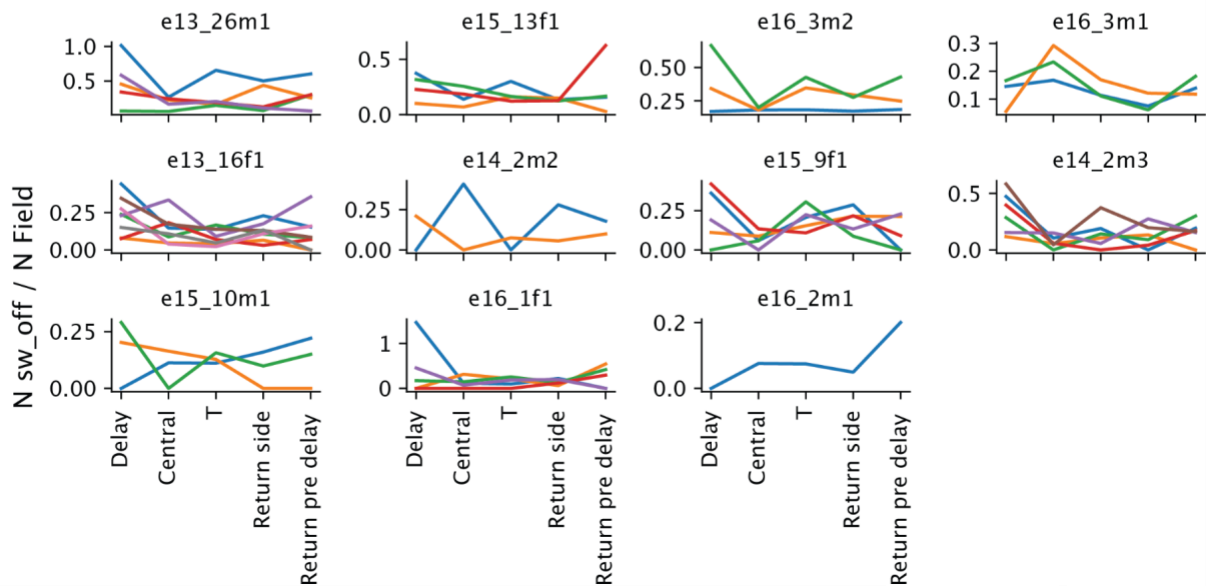 e13_26m1 e15_13f1 e16_3m2 e16_3m1
1.0 0.5
0.5 0.0
0.50 0.25
0.3 0.1
e13_16f1 e14_2m2 e15_9f1 e14_2m3
0.25 0.00
0.25 0.00
0.25 0.00
0.5 0.0
e15_10m1 e16_1f1 e16_2m1
0.25 0.00
1 0
0.2 0.0
N sw_off / N Field
Delay Central T Return side Return pre delay
Delay Central T Return side Return pre delay
Delay Central T Return side Return pre delay